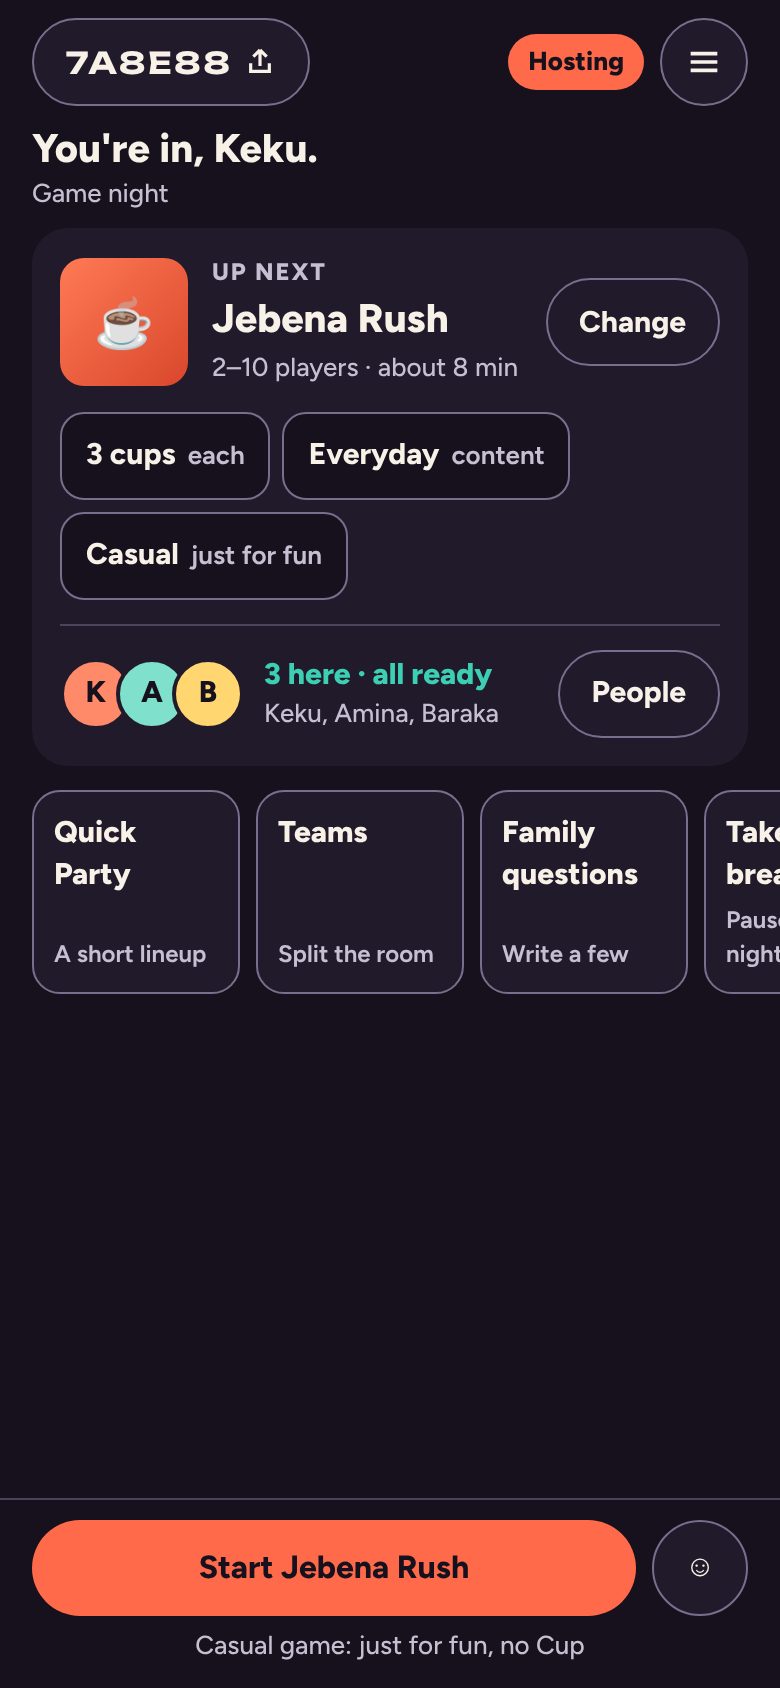 7A8E88
Hosting
You're in, Keku.
Game night
UP NEXT
Jebena Rush
2–10 players · about 8 min
Change
3 cups each
Everyday content
Casual just for fun
K A B
3 here · all ready
Keku, Amina, Baraka
People
Quick
Party
A short lineup
Teams
Split the room
Family
questions
Write a few
Start Jebena Rush
Casual game: just for fun, no Cup